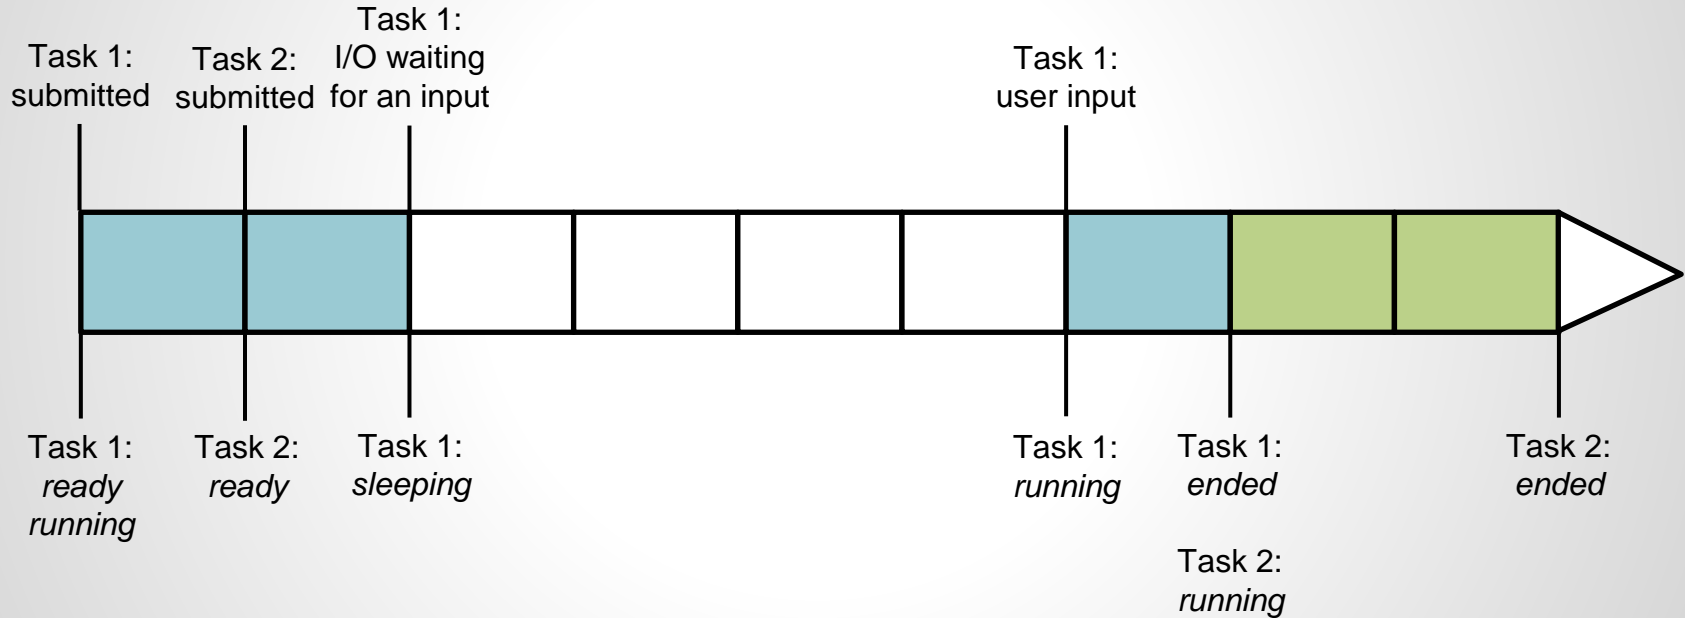 Task 1:
submitted
Task 2:
submitted
Task 1:
I/O waiting
for an input
Task 1:
user input
Task 1:
ready
running
Task 2:
ready
Task 1:
sleeping
Task 1:
running
Task 1:
ended
Task 2:
running
Task 2:
ended